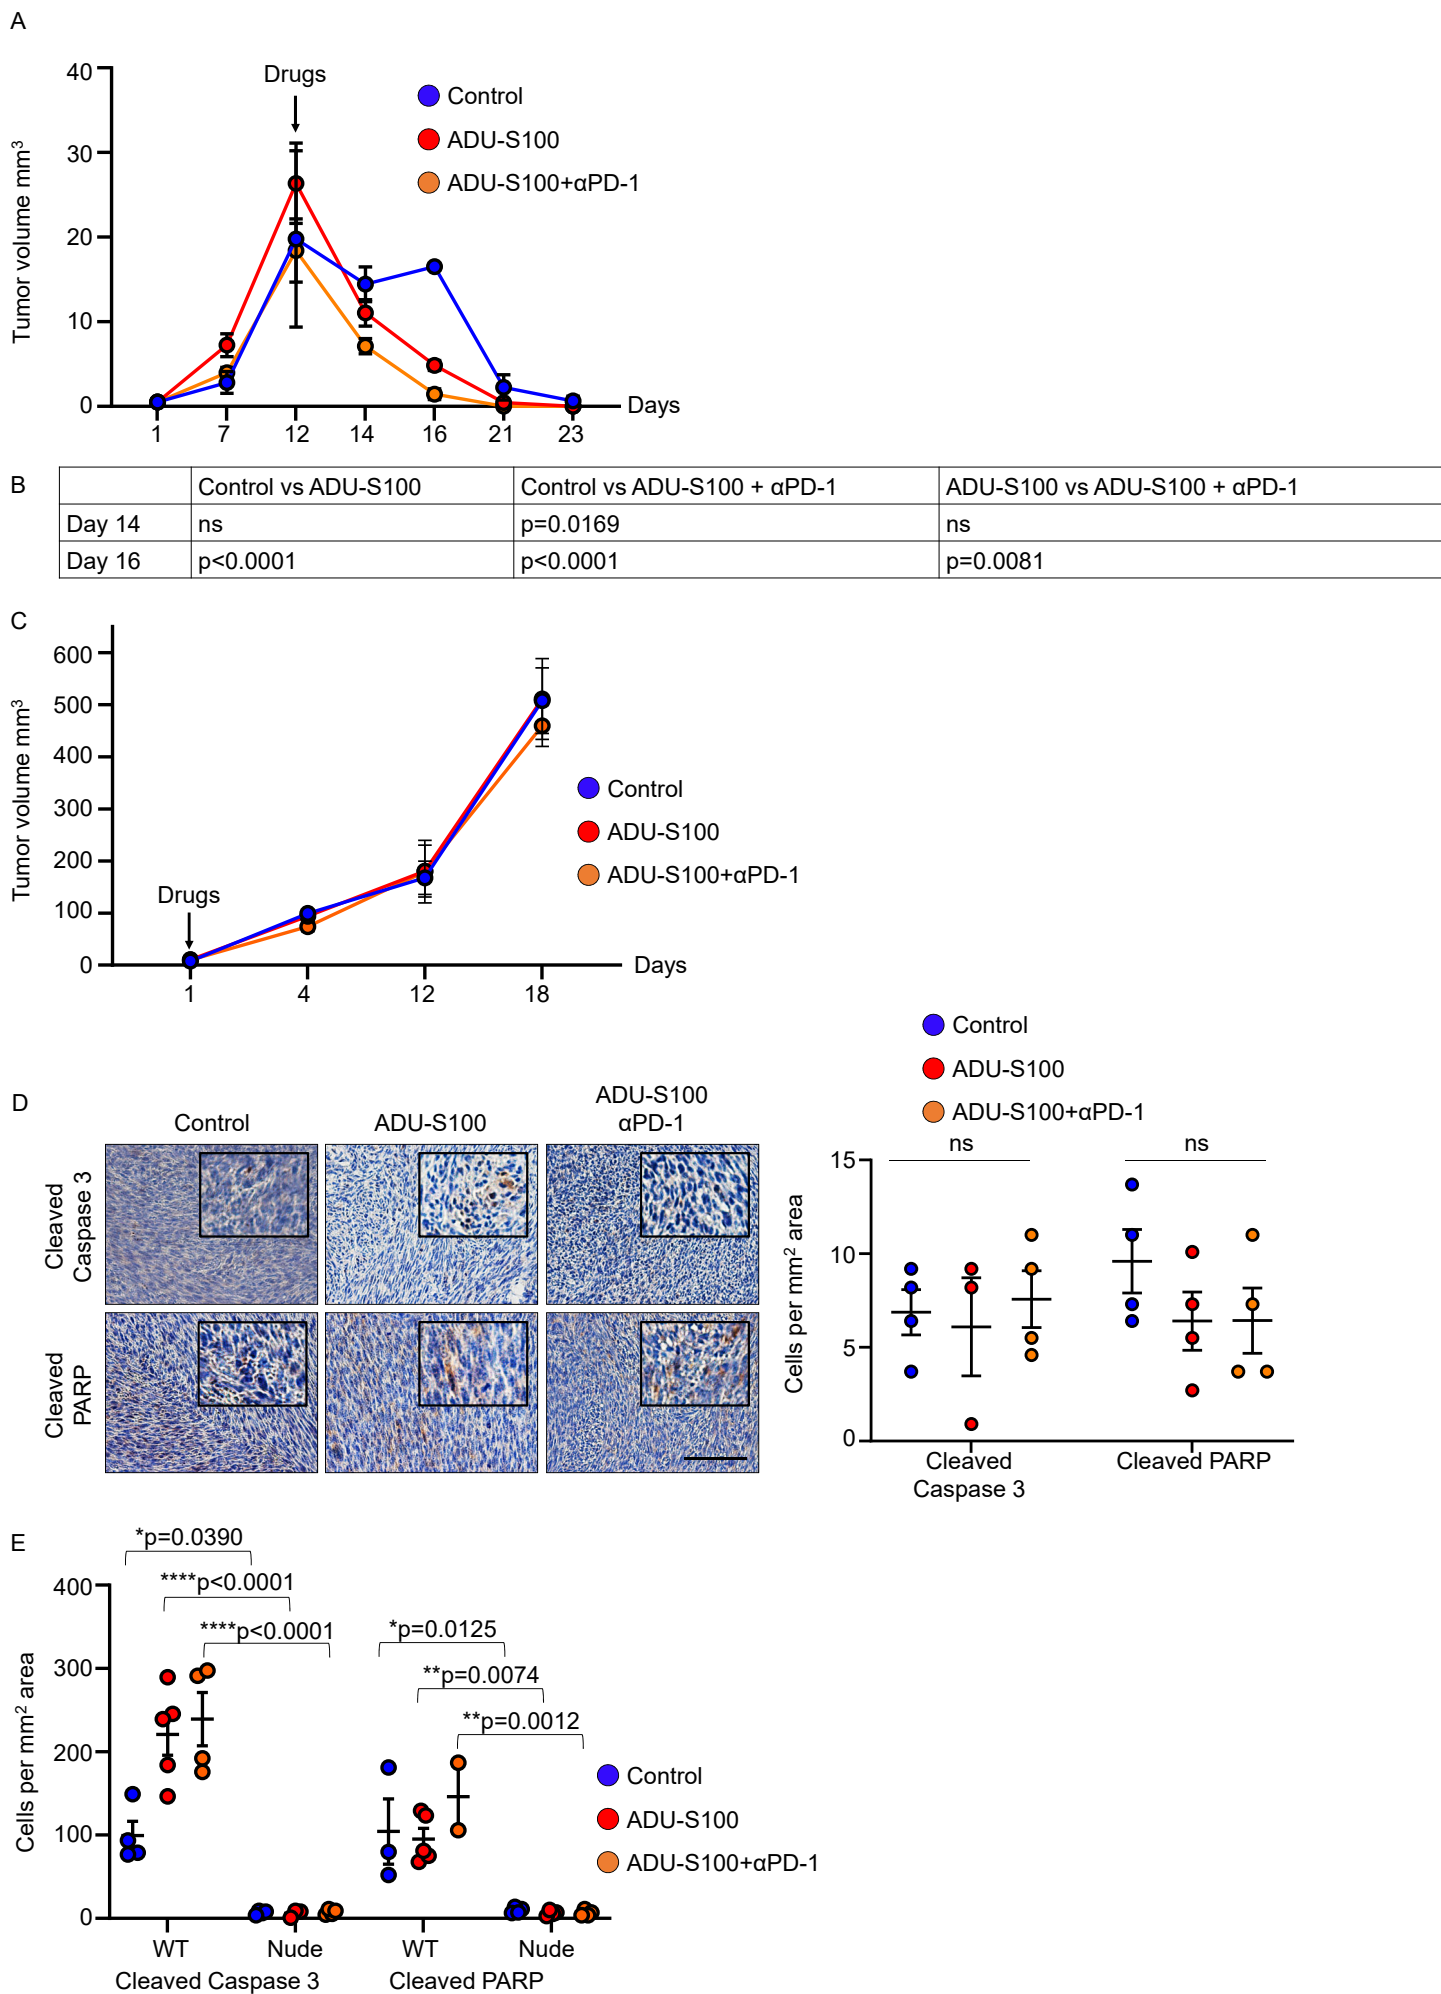 A
Tumor volume mm³
40
30
20
10
0
Drugs
Control
ADU-S100
ADU-S100+αPD-1
1 7 12 14 16 21 23
Days
B
Control vs ADU-S100 Control vs ADU-S100 + αPD-1 ADU-S100 vs ADU-S100 + αPD-1
Day 14 ns p=0.0169 ns
Day 16 p<0.0001 p<0.0001 p=0.0081
C
Tumor volume mm³
600
500
400
300
200
100
0
Drugs
Control
ADU-S100
ADU-S100+αPD-1
Days
1 4 12 18
D
Control
ADU-S100
ADU-S100
αPD-1
Cleaved
Caspase 3
Cleaved
PARP
Control
ADU-S100
ADU-S100+αPD-1
ns ns
Cells per mm² area
15
10
5
0
Cleaved
Caspase 3
Cleaved PARP
E
Cells per mm² area
400
300
200
100
0
*p=0.0390
****p<0.0001
****p<0.0001
*p=0.0125
**p=0.0074
**p=0.0012
Control
ADU-S100
ADU-S100+αPD-1
WT Nude WT Nude
Cleaved Caspase 3 Cleaved PARP